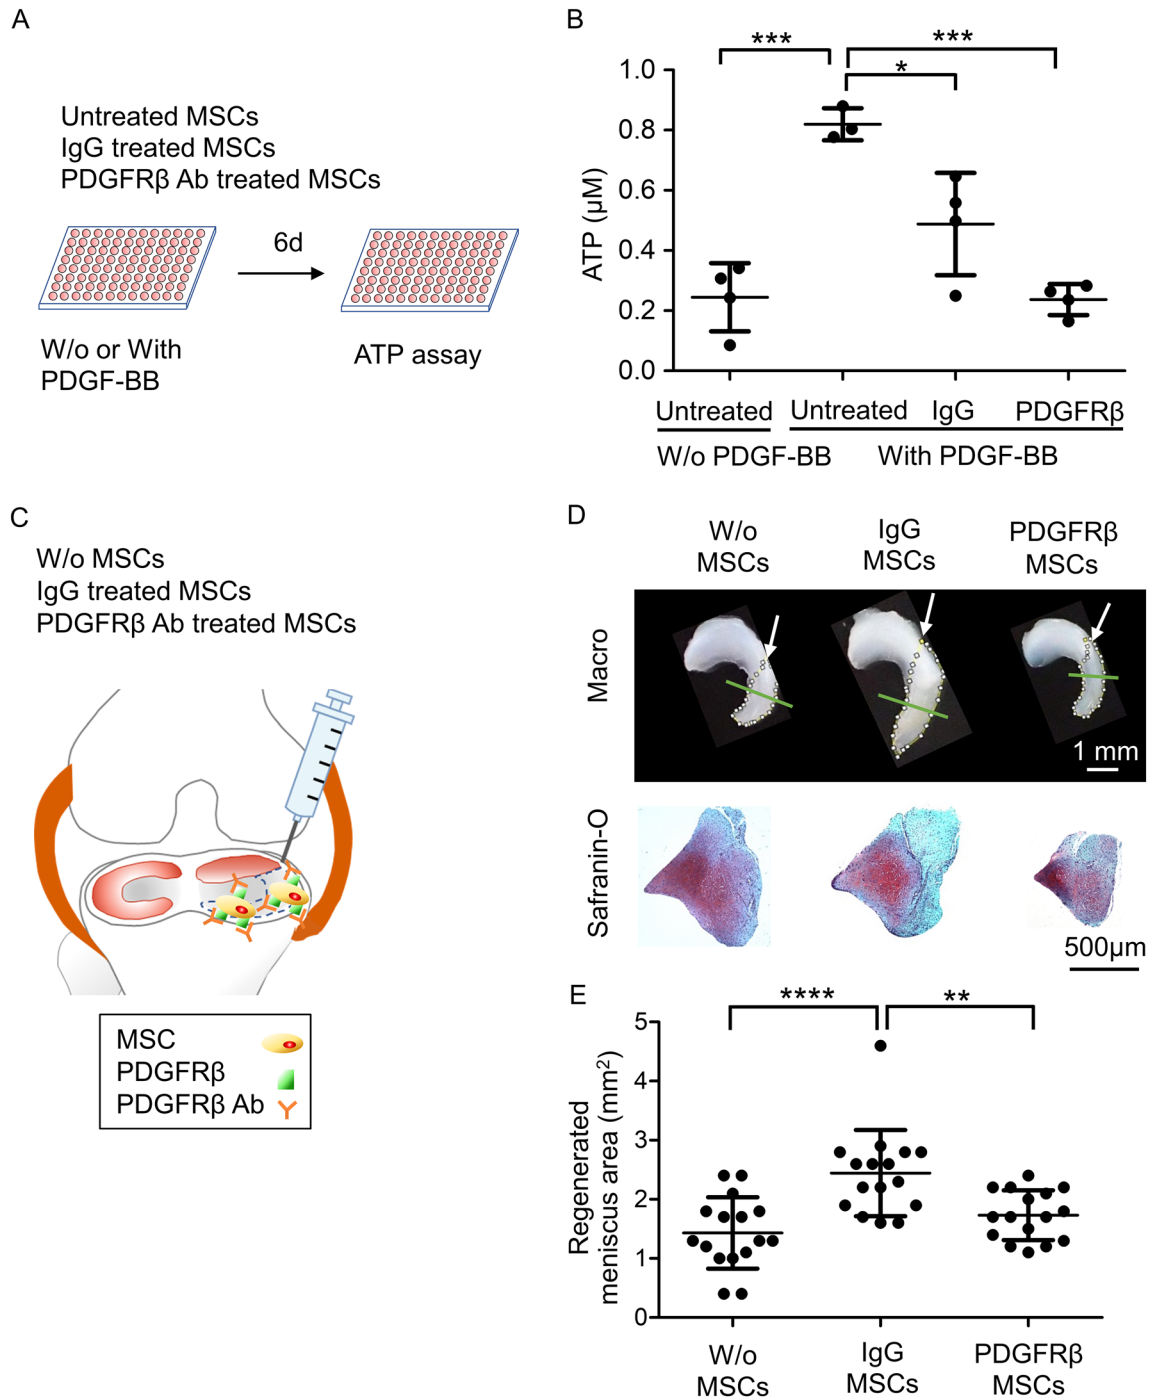 A
Untreated MSCs
IgG treated MSCs
PDGFRβ Ab treated MSCs
6d
W/o or With
PDGF-BB
ATP assay
B
***
***
*
1.0
0.8
0.6
0.4
0.2
0.0
ATP (µM)
Untreated Untreated IgG PDGFRβ
W/o PDGF-BB With PDGF-BB
C
W/o MSCs
IgG treated MSCs
PDGFRβ Ab treated MSCs
MSC
PDGFRβ
PDGFRβ Ab
D
W/o
MSCs
IgG
MSCs
PDGFRβ
MSCs
Macro
1 mm
Safranin-O
500µm
E
****
**
5
4
3
2
1
0
Regenerated
meniscus area (mm²)
W/o
MSCs
IgG
MSCs
PDGFRβ
MSCs